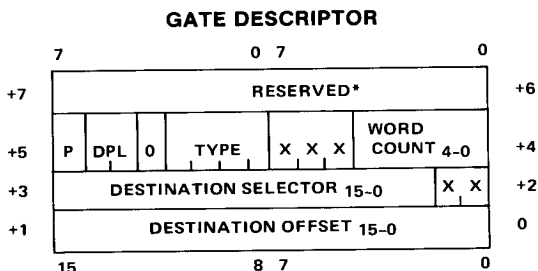 GATE DESCRIPTOR
7 0 7 0
+7 RESERVED* +6
+5 P DPL 0 TYPE X X X WORD COUNT 4-0 +4
+3 DESTINATION SELECTOR 15-0 X X +2
+1 DESTINATION OFFSET 15-0 0
15 8 7 0